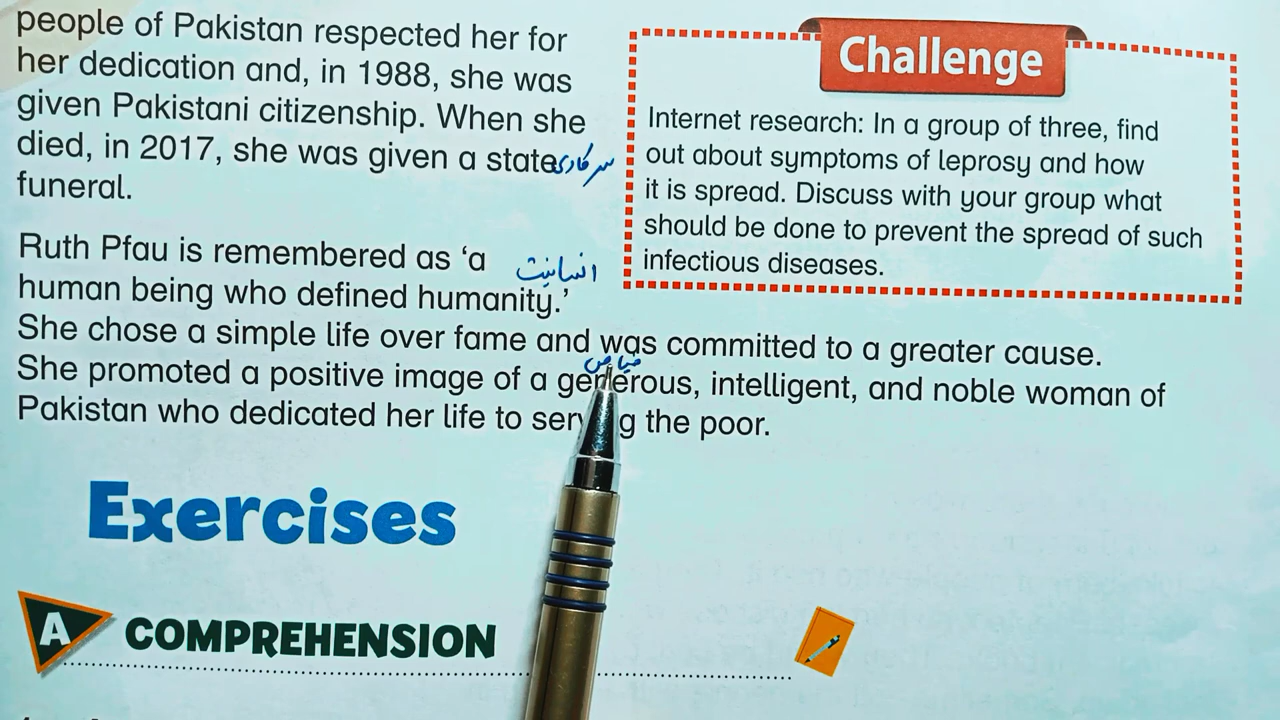 people of Pakistan respected her for
her dedication and, in 1988, she was
given Pakistani citizenship. When she
died, in 2017, she was given a state سرکاری
funeral.
Ruth Pfau is remembered as ‘a
انسانیت
human being who defined humanity.’
She chose a simple life over fame and was committed to a greater cause.
She promoted a positive image of a generous, intelligent, and noble woman of
Pakistan who dedicated her life to the poor.
Challenge
Internet research: In a group of three, find
out about symptoms of leprosy and how
it is spread. Discuss with your group what
should be done to prevent the spread of such
infectious diseases.
Exercises
A COMPREHENSION